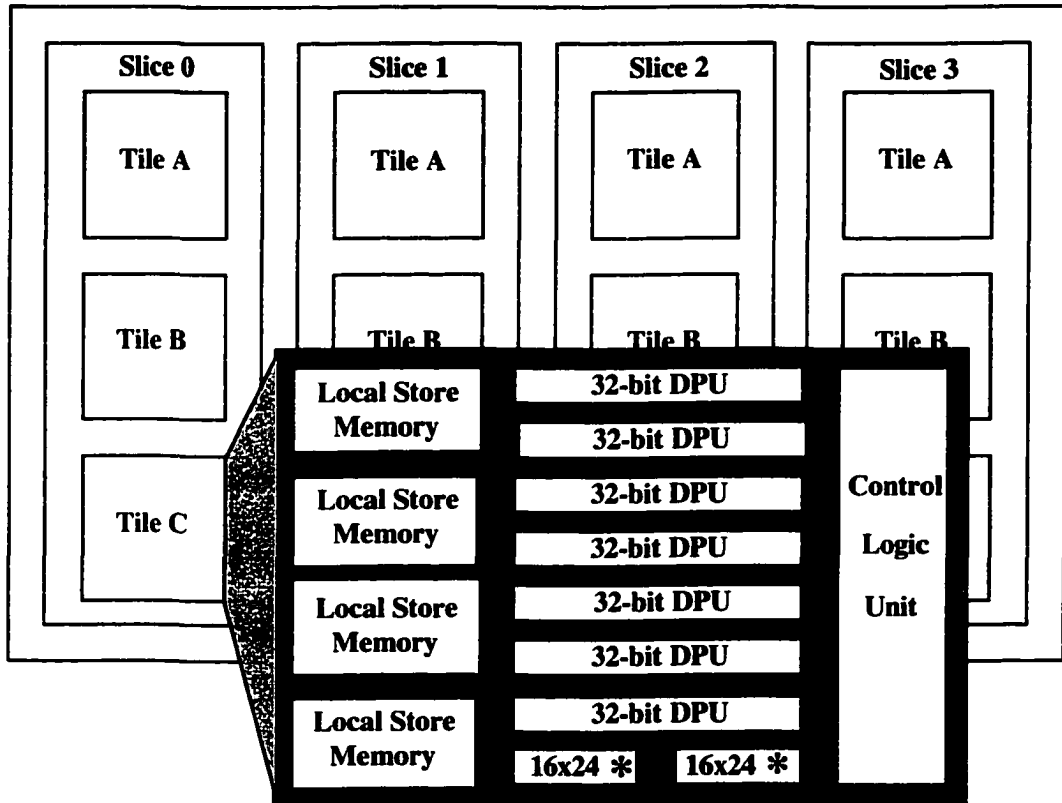 Slice 0
Slice 1
Slice 2
Slice 3
Tile A
Tile A
Tile A
Tile A
Tile B
Tile B
Tile B
Tile B
Tile C
Local Store
Memory
Local Store
Memory
Local Store
Memory
Local Store
Memory
32-bit DPU
32-bit DPU
32-bit DPU
32-bit DPU
32-bit DPU
32-bit DPU
32-bit DPU
16x24 *
16x24 *
Control
Logic
Unit